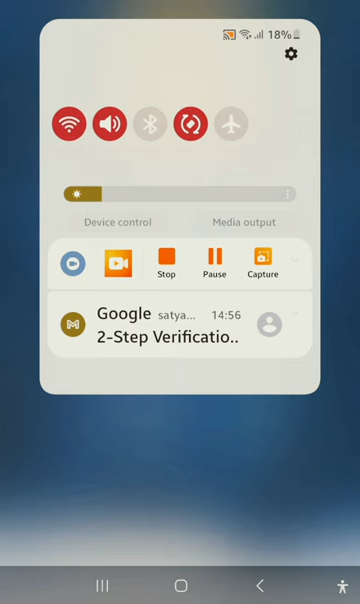 18%
Device control Media output
Stop Pause Capture
Google satya... 14:56
2-Step Verificatio..